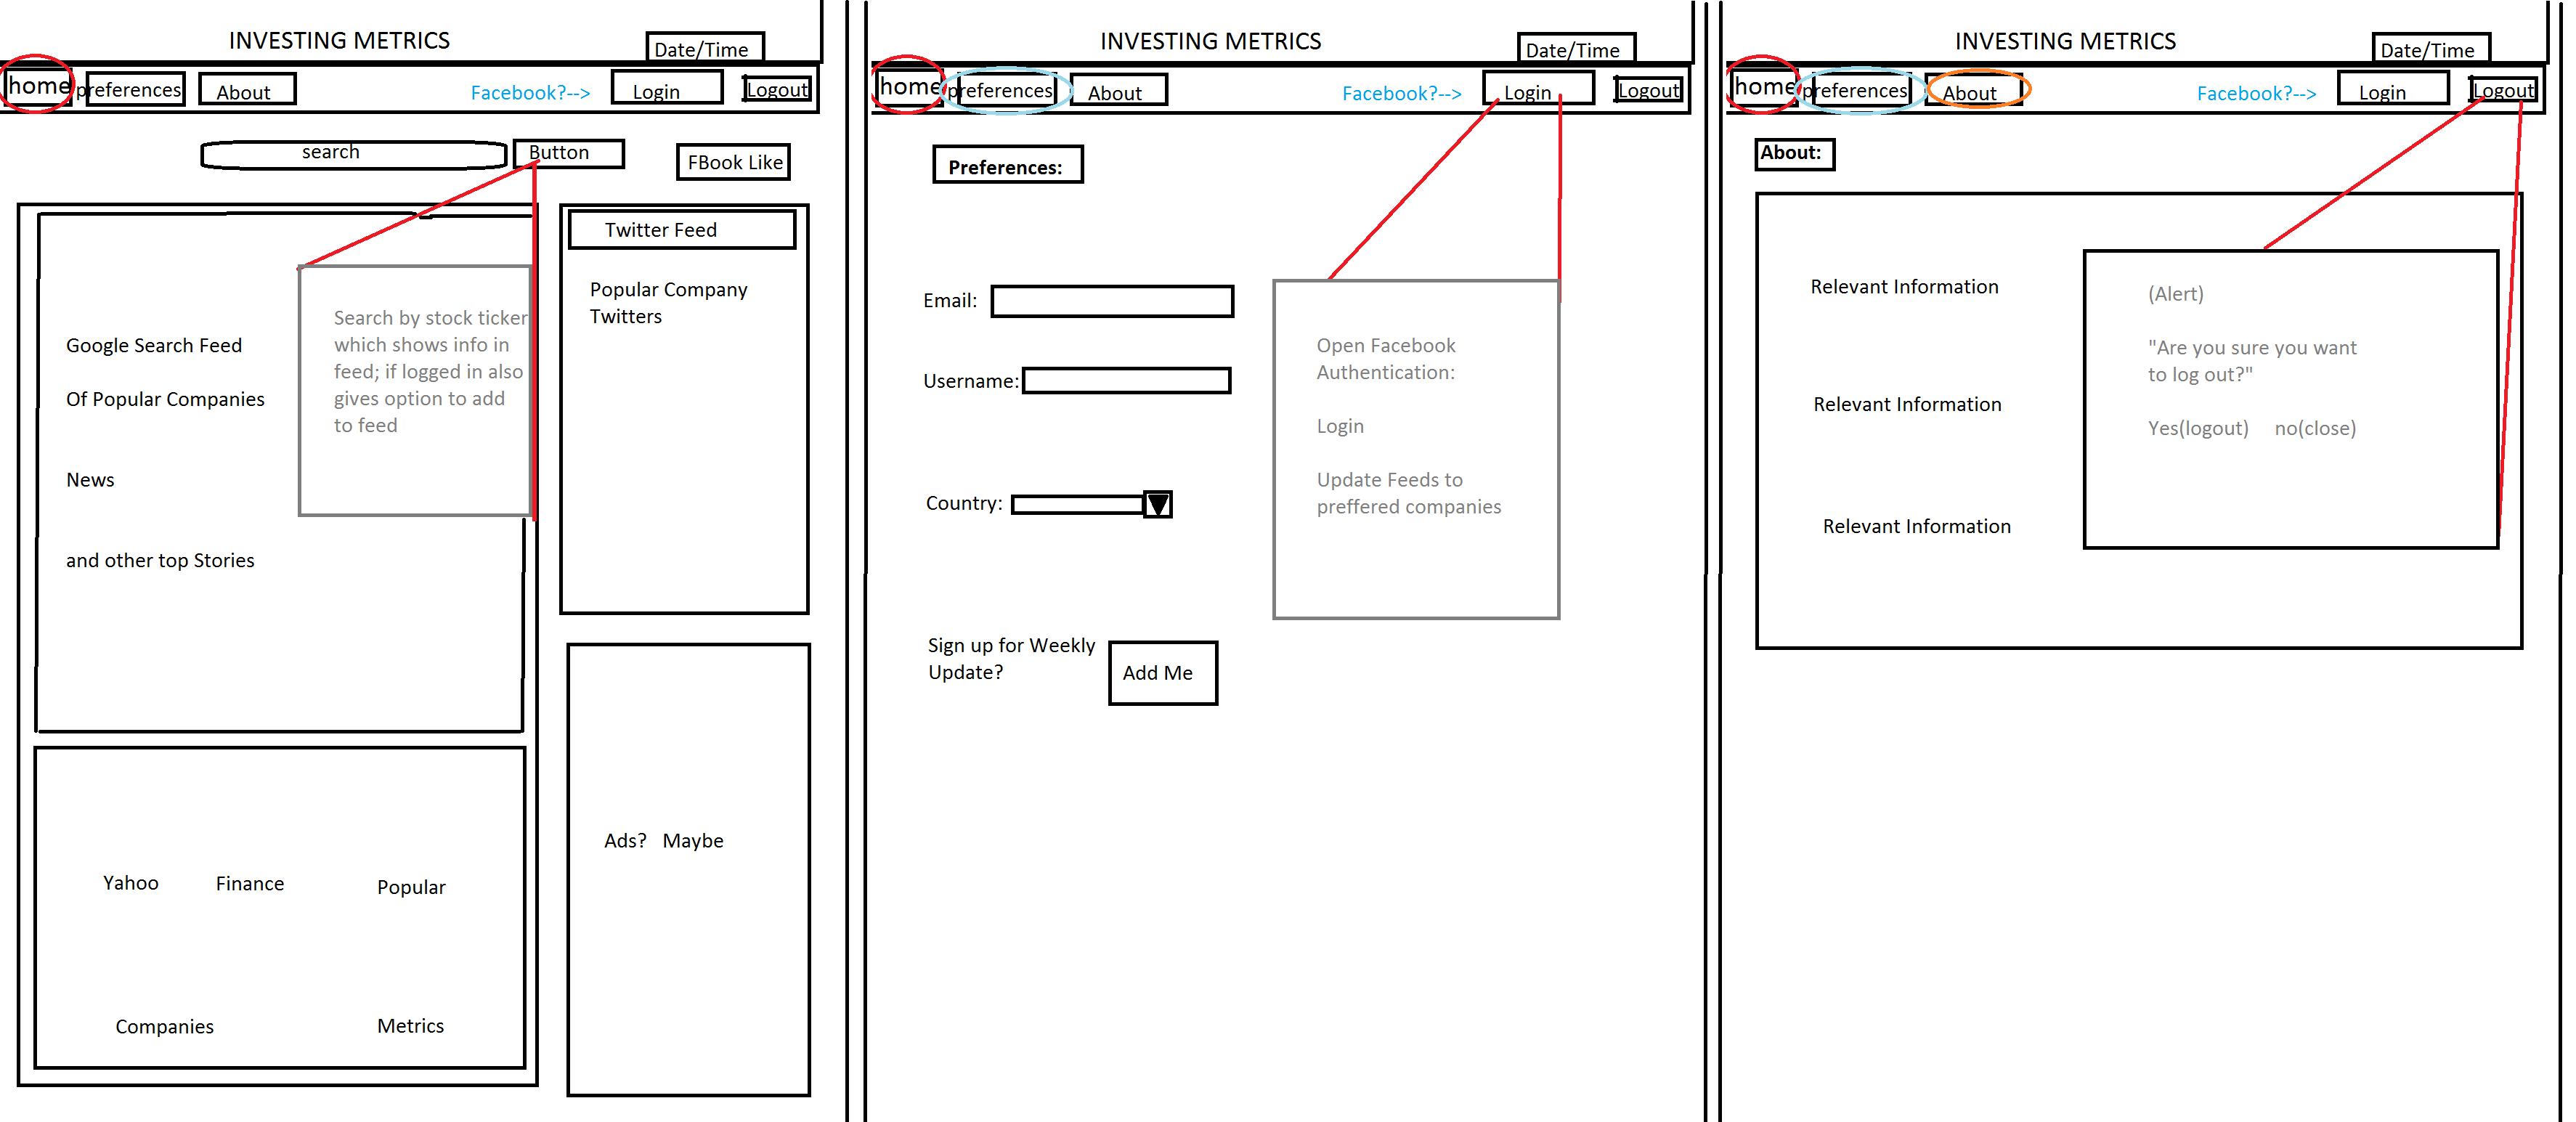 INVESTING METRICS
Date/Time
home
preferences
About
Facebook?-->
Login
Logout
search
Button
FBook Like
Google Search Feed
Of Popular Companies
News
and other top Stories
Search by stock ticker
which shows info in
feed; if logged in also
gives option to add
to feed
Twitter Feed
Popular Company
Twitters
Yahoo
Finance
Popular
Companies
Metrics
Ads?   Maybe
INVESTING METRICS
Date/Time
home
preferences
About
Facebook?-->
Login
Logout
Preferences:
Email:
Username:
Country:
Sign up for Weekly
Update?
Add Me
Open Facebook
Authentication:
Login
Update Feeds to
preffered companies
INVESTING METRICS
Date/Time
home
preferences
About
Facebook?-->
Login
Logout
About:
Relevant Information
Relevant Information
Relevant Information
(Alert)
"Are you sure you want
to log out?"
Yes(logout)    no(close)